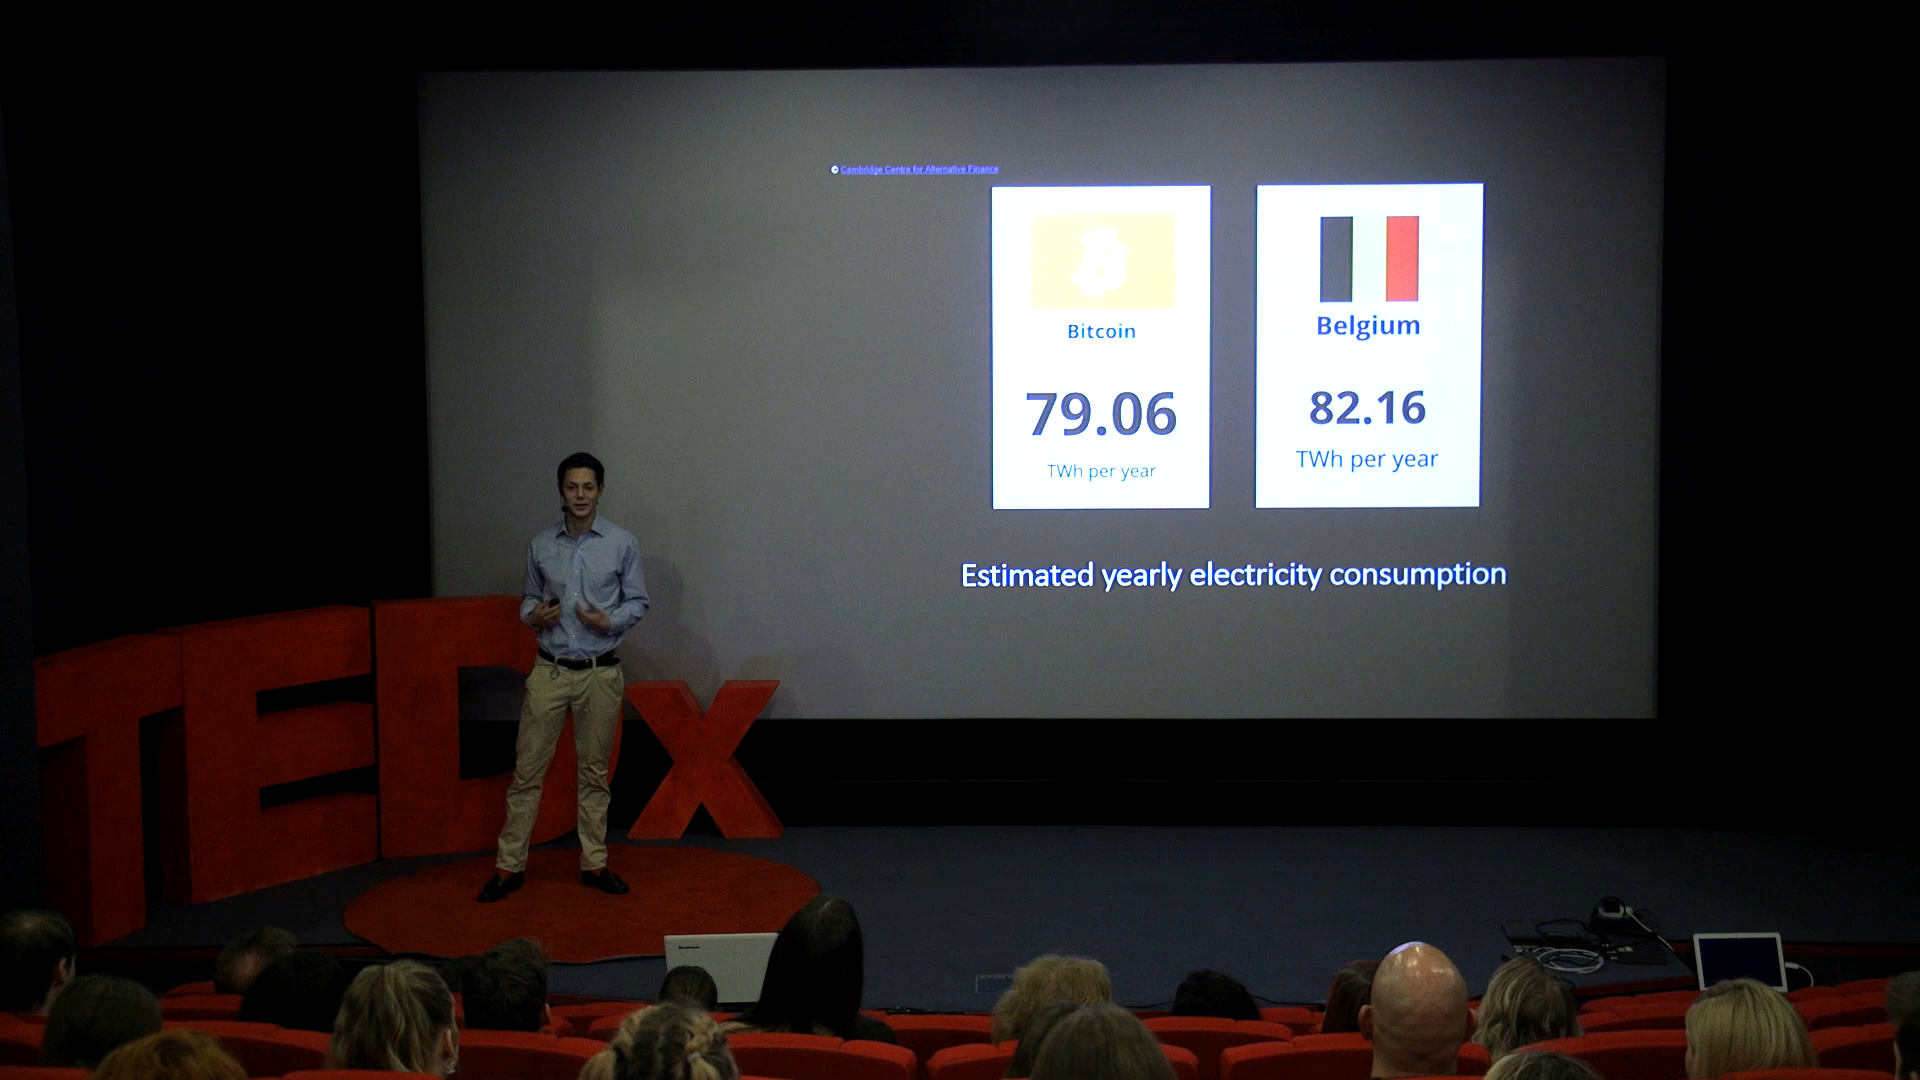 Cambridge Centre for Alternative Finance
Bitcoin
79.06
TWh per year
Belgium
82.16
TWh per year
Estimated yearly electricity consumption
TEDx